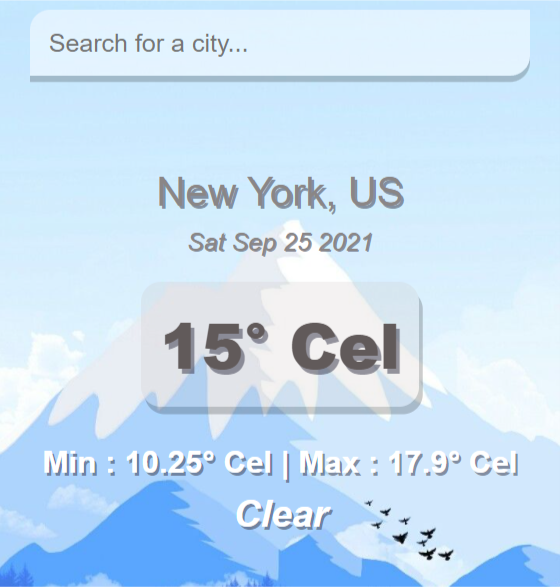 Search for a city...
New York, US
Sat Sep 25 2021
15° Cel
Min : 10.25° Cel | Max : 17.9° Cel
Clear